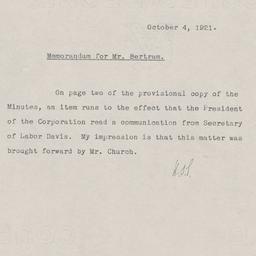 October 4, 1921.
Memorandum for Mr. Bertram.
On page two of the provisional copy of the
Minutes, an item runs to the effect that the President
of the Corporation read a communication from Secretary
of Labor Davis. My impression is that this matter was
brought forward by Mr. Church.